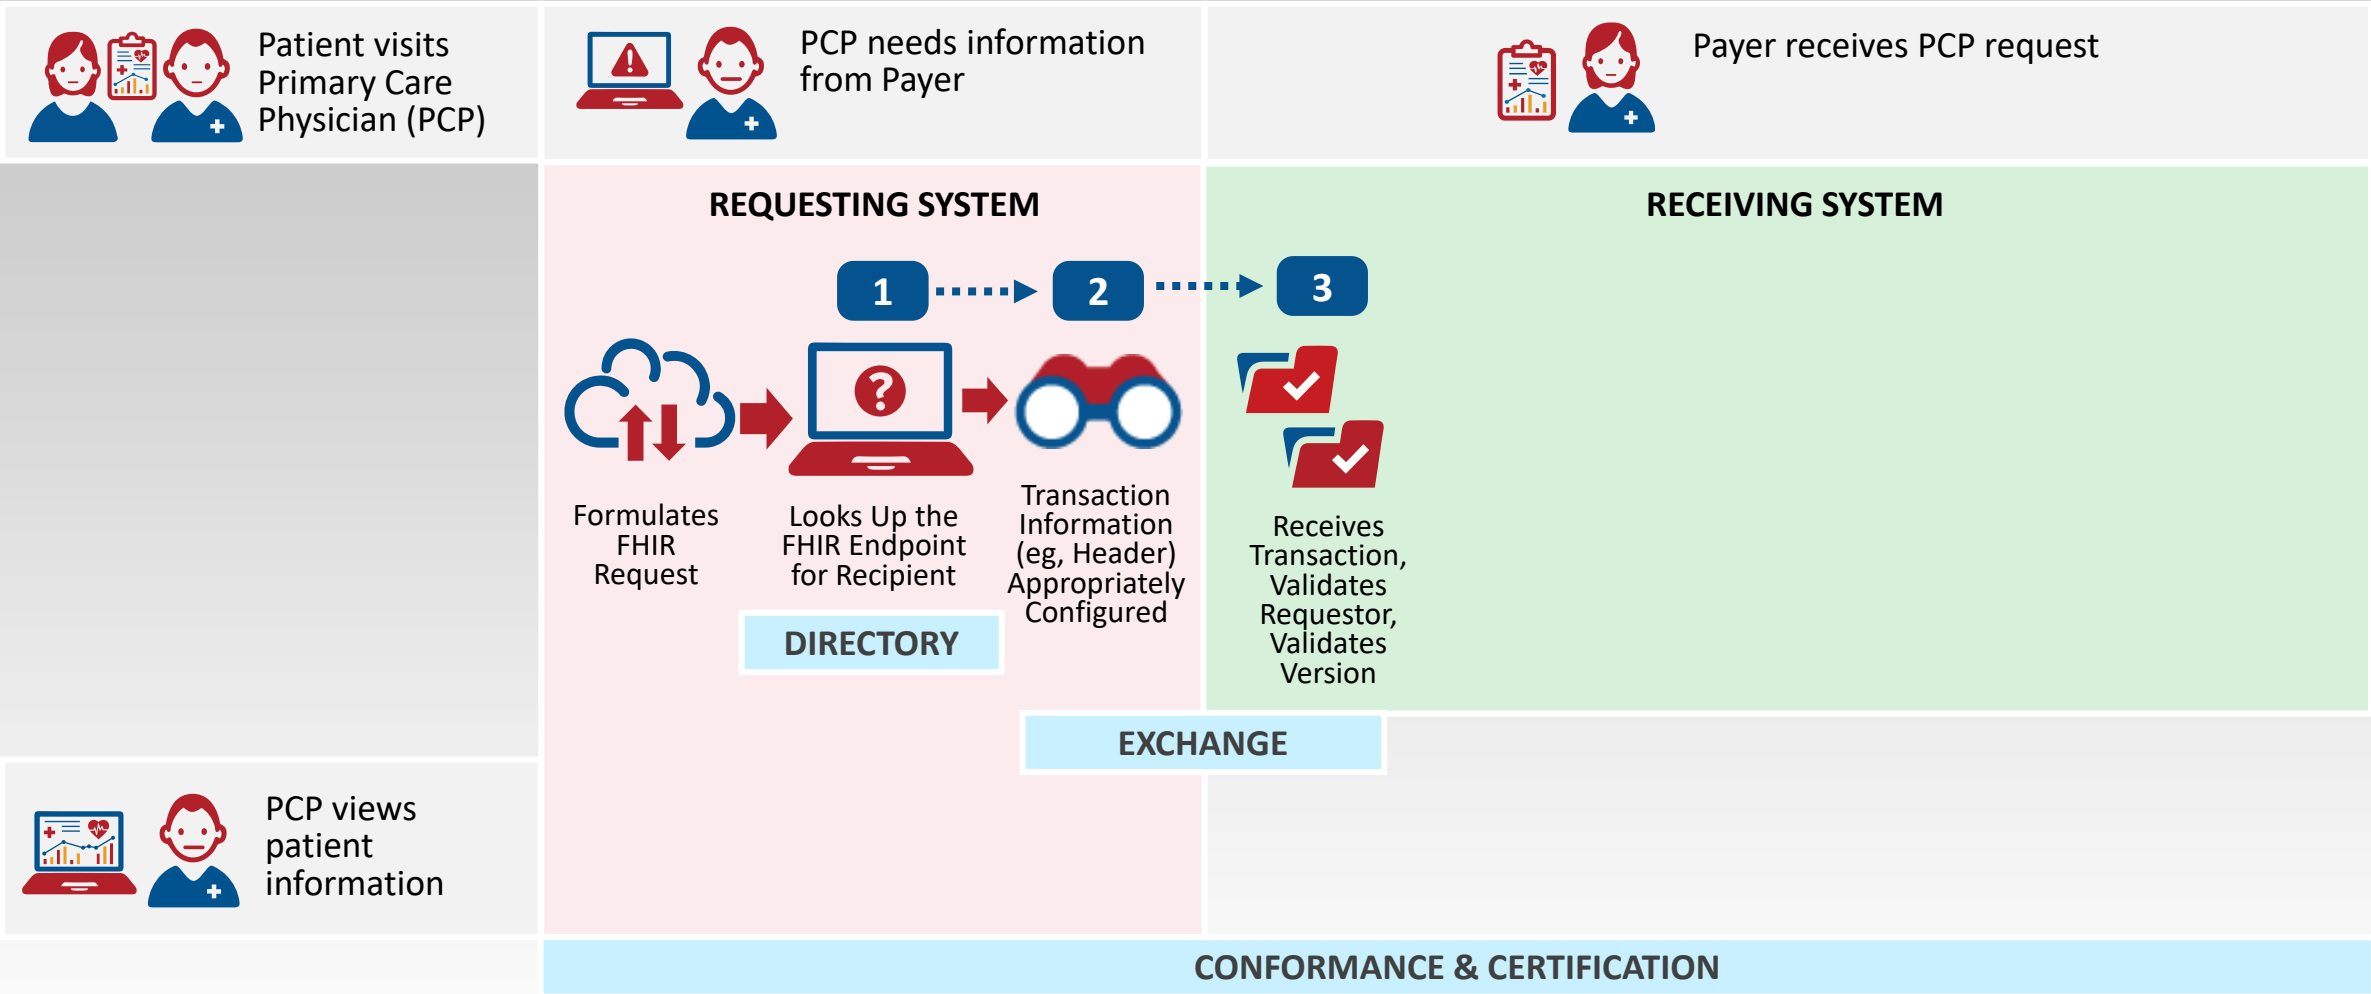 Patient visits
Primary Care
Physician (PCP)
PCP needs information
from Payer
Payer receives PCP request
REQUESTING SYSTEM
RECEIVING SYSTEM
1
2
3
?
Formulates
FHIR
Request
Looks Up the
FHIR Endpoint
for Recipient
Transaction
Information
(eg, Header)
Appropriately
Configured
Receives
Transaction,
Validates
Requestor,
Validates
Version
DIRECTORY
EXCHANGE
PCP views
patient
information
CONFORMANCE & CERTIFICATION